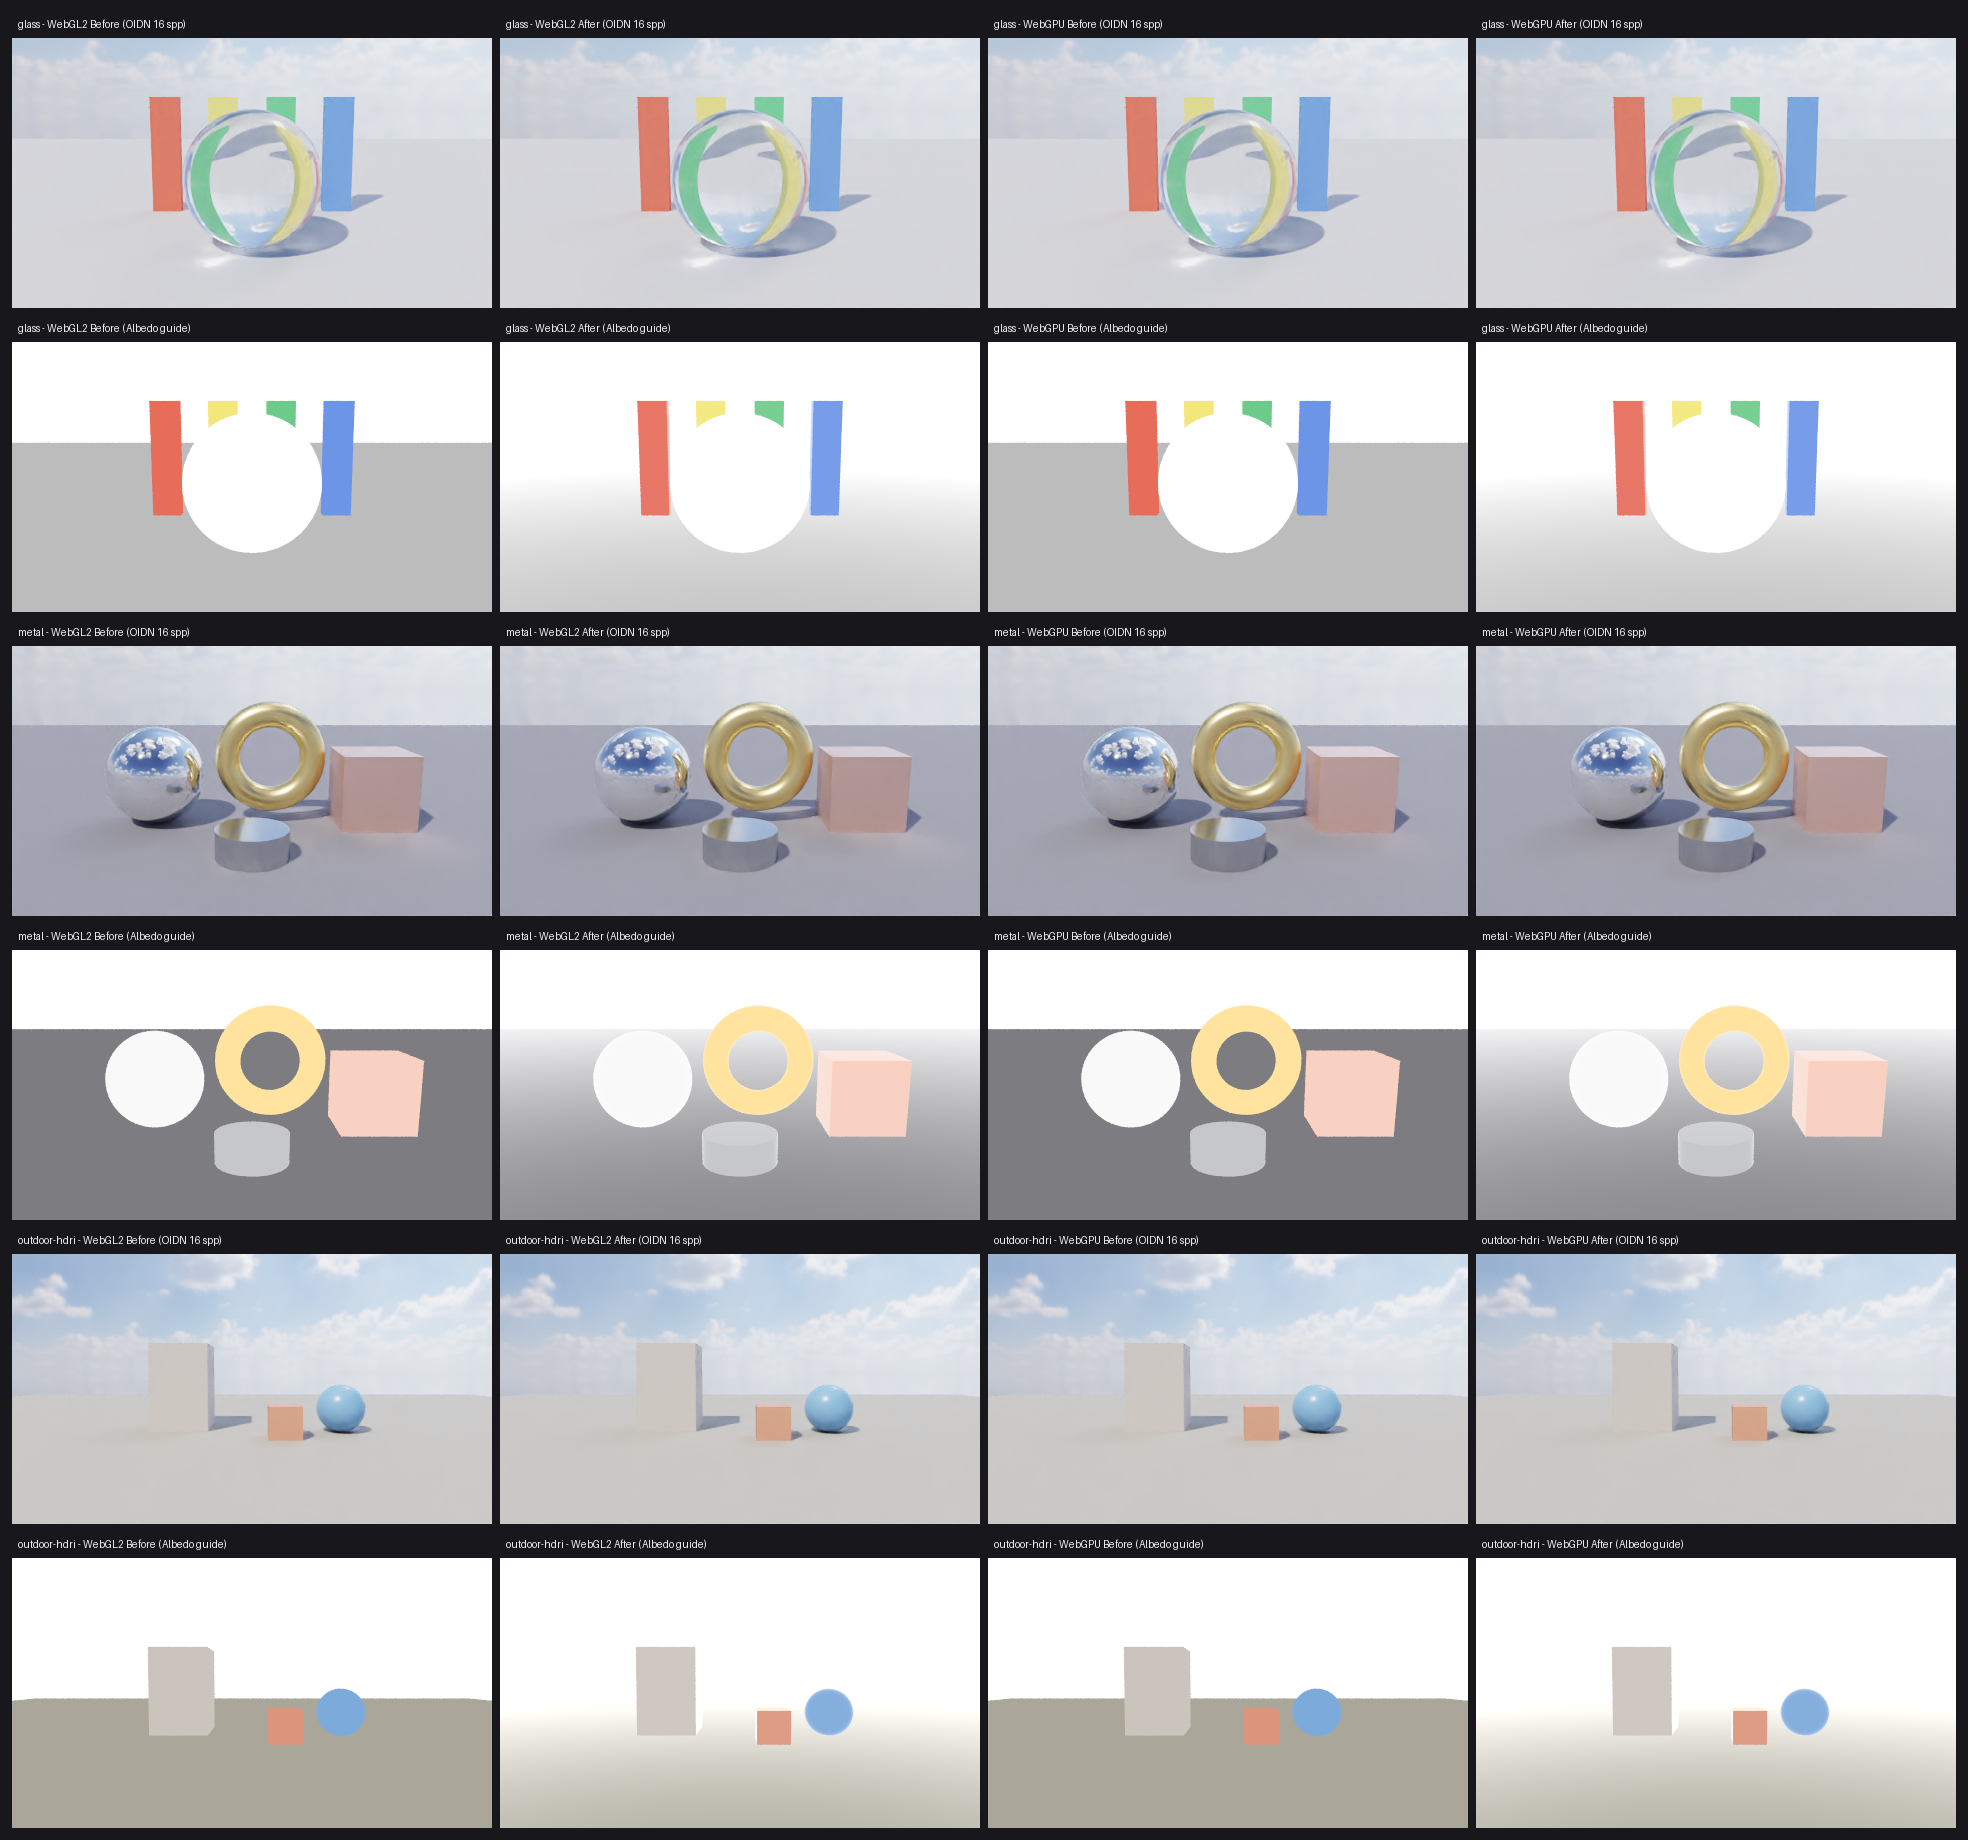 glass - WebGL2 Before (OIDN 16 spp)
glass - WebGL2 After (OIDN 16 spp)
glass - WebGPU Before (OIDN 16 spp)
glass - WebGPU After (OIDN 16 spp)
glass - WebGL2 Before (Albedo guide)
glass - WebGL2 After (Albedo guide)
glass - WebGPU Before (Albedo guide)
glass - WebGPU After (Albedo guide)
metal - WebGL2 Before (OIDN 16 spp)
metal - WebGL2 After (OIDN 16 spp)
metal - WebGPU Before (OIDN 16 spp)
metal - WebGPU After (OIDN 16 spp)
metal - WebGL2 Before (Albedo guide)
metal - WebGL2 After (Albedo guide)
metal - WebGPU Before (Albedo guide)
metal - WebGPU After (Albedo guide)
outdoor-hdri - WebGL2 Before (OIDN 16 spp)
outdoor-hdri - WebGL2 After (OIDN 16 spp)
outdoor-hdri - WebGPU Before (OIDN 16 spp)
outdoor-hdri - WebGPU After (OIDN 16 spp)
outdoor-hdri - WebGL2 Before (Albedo guide)
outdoor-hdri - WebGL2 After (Albedo guide)
outdoor-hdri - WebGPU Before (Albedo guide)
outdoor-hdri - WebGPU After (Albedo guide)